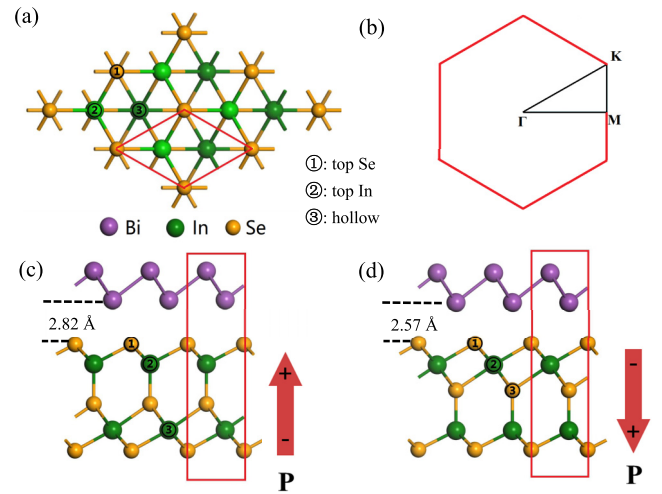 (a)
①
②
③
(b)
K
Γ
M
①: top Se
②: top In
③: hollow
Bi In Se
(c)
2.82 Å
①
②
③
+
-
P
(d)
2.57 Å
①
②
③
-
+
P